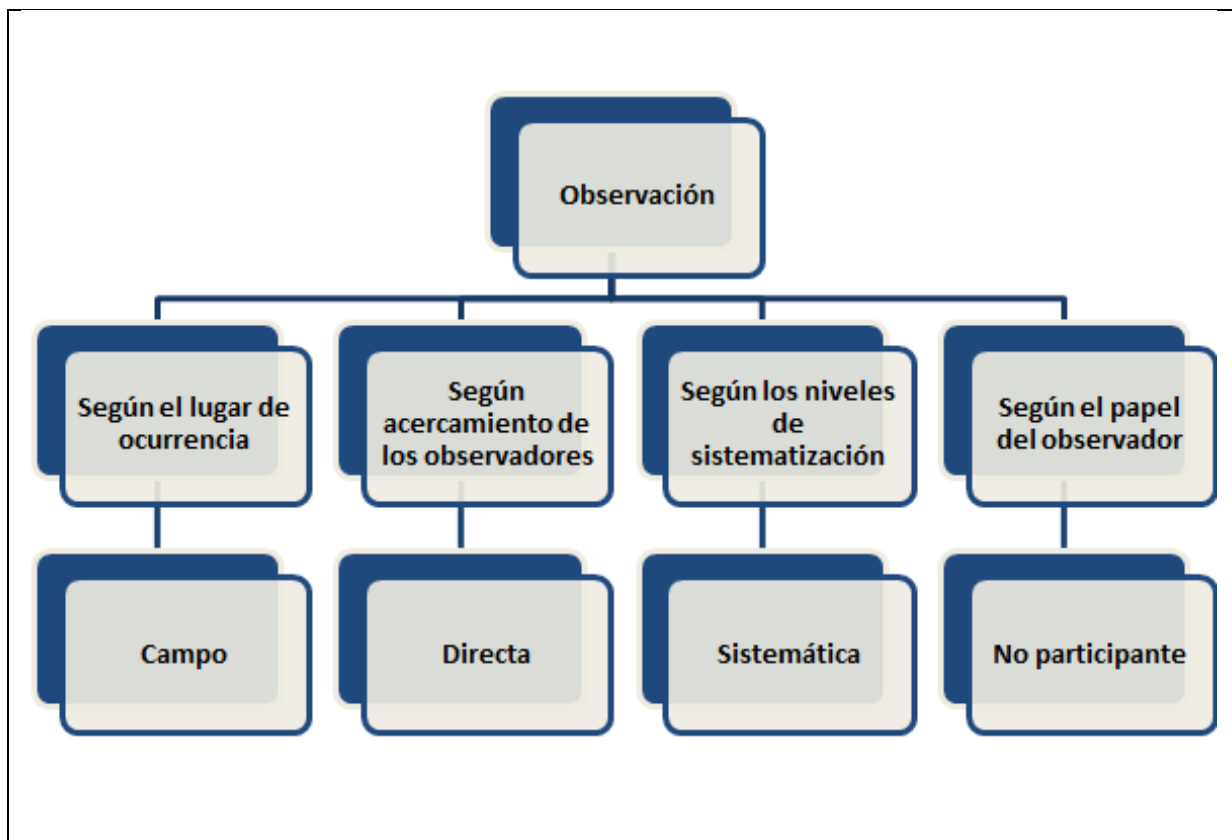 Observación
Según el lugar de
ocurrencia
Según
acercamiento de
los observadores
Según los niveles
de
sistematización
Según el papel
del observador
Campo
Directa
Sistemática
No participante